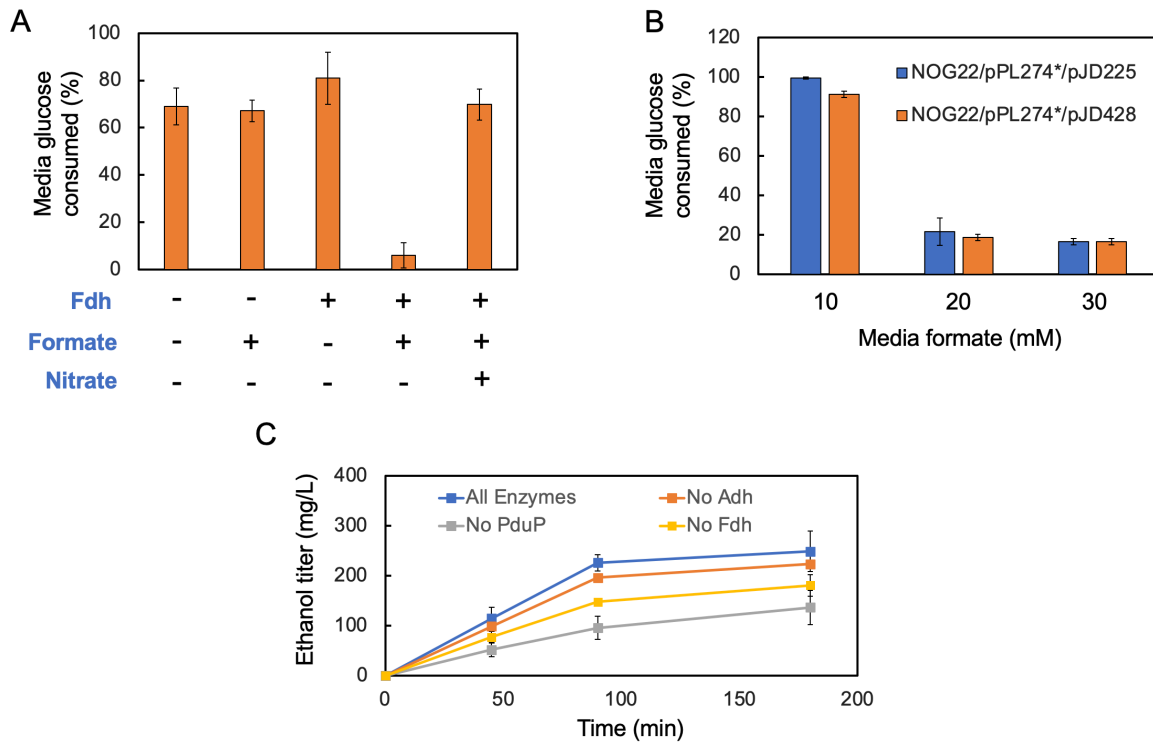 A
Media glucose
consumed (%)
100
80
60
40
20
0
Fdh - - + + +
Formate - + - + +
Nitrate - - - - +
B
Media glucose
consumed (%)
120
100
80
60
40
20
0
NOG22/pPL274*/pJD225
NOG22/pPL274*/pJD428
10 20 30
Media formate (mM)
C
Ethanol titer (mg/L)
400
300
200
100
0
All Enzymes No Adh
No PduP No Fdh
0 50 100 150 200
Time (min)